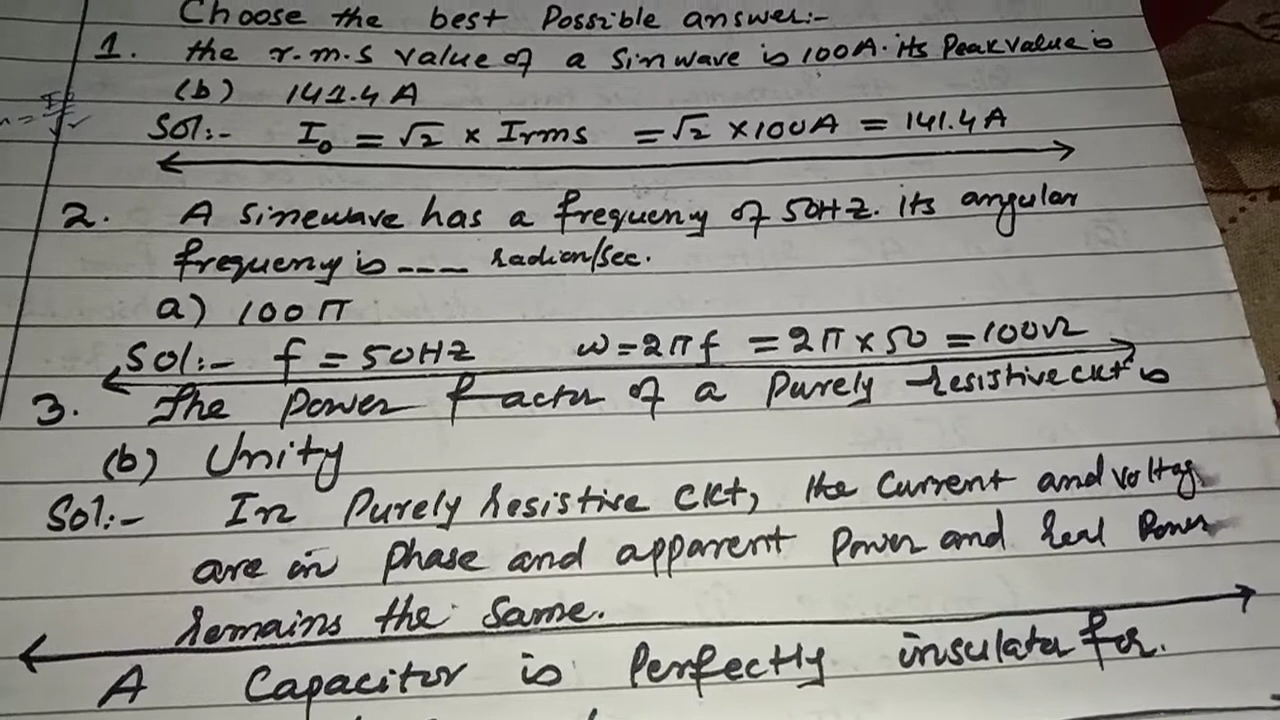 Choose the best Possible answer:-
1. the r.m.s value of a Sinwave is 100A. its Peak value is
(b) 141.4 A
Sol:- I₀ = √2 x Irms = √2 x 100A = 141.4A
2. A sinewave has a frequency of 50HZ. its angular
frequency is ---- radian/sec.
a) 100π
Sol:- f = 50HZ ω = 2πf = 2π x 50 = 100π
3. The power factor of a Purely resistive ckt is
(b) Unity
Sol:- In Purely resistive ckt, the Current and voltag
are in phase and apparent Power and real Power
remains the same.
A Capacitor is Perfectly insulator for.